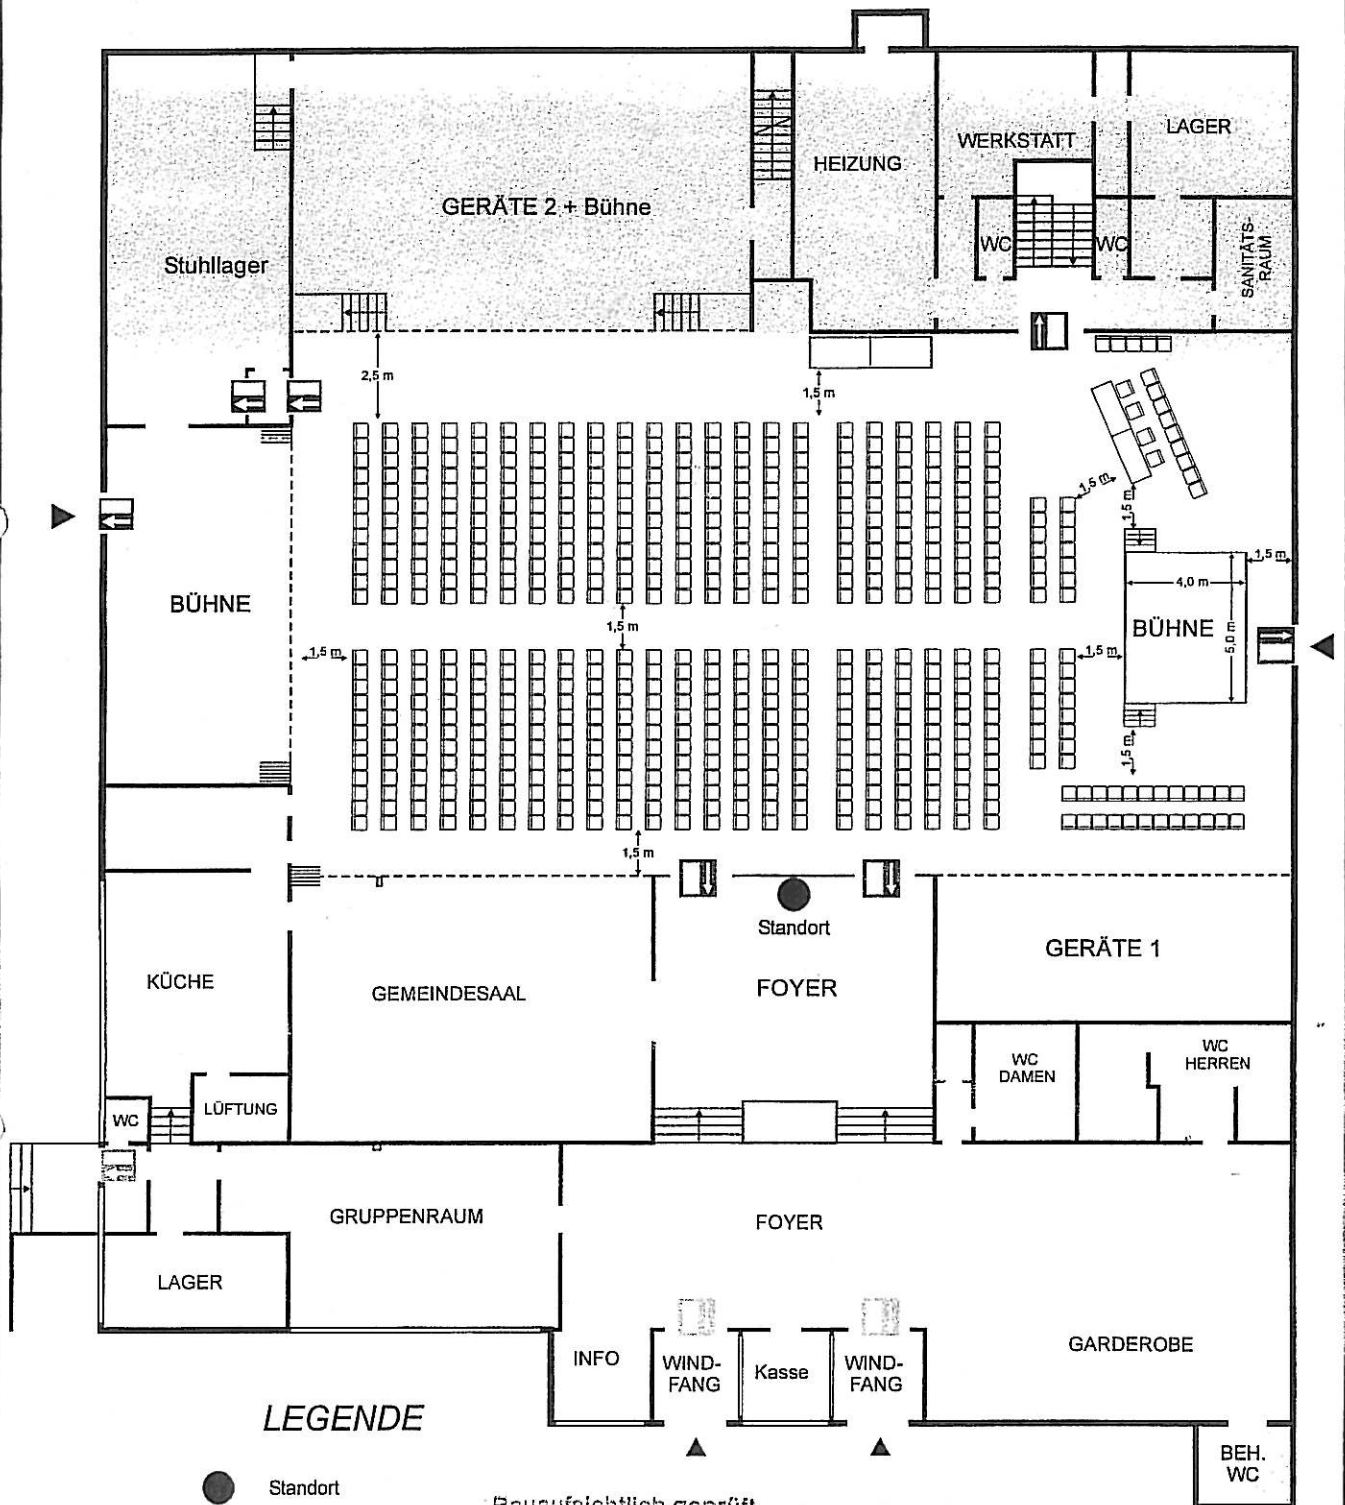 WERKSTATT
LAGER
HEIZUNG
GERÄTE 2 + Bühne
Stuhllager
WC
WC
SANITÄTS-
RAUM
2,5 m
1,5 m
1,5 m
1,5 m
1,5 m
4,0 m
BÜHNE
BÜHNE
5,0 m
1,5 m
1,5 m
1,5 m
1,5 m
1,5 m
Standort
GERÄTE 1
KÜCHE
GEMEINDESAAL
FOYER
WC
DAMEN
WC
HERREN
WC
LÜFTUNG
GRUPPENRAUM
FOYER
LAGER
GARDEROBE
INFO
WIND-
FANG
Kasse
WIND-
FANG
LEGENDE
BEH.
WC
Standort
Bauaufsichtlich geprüft